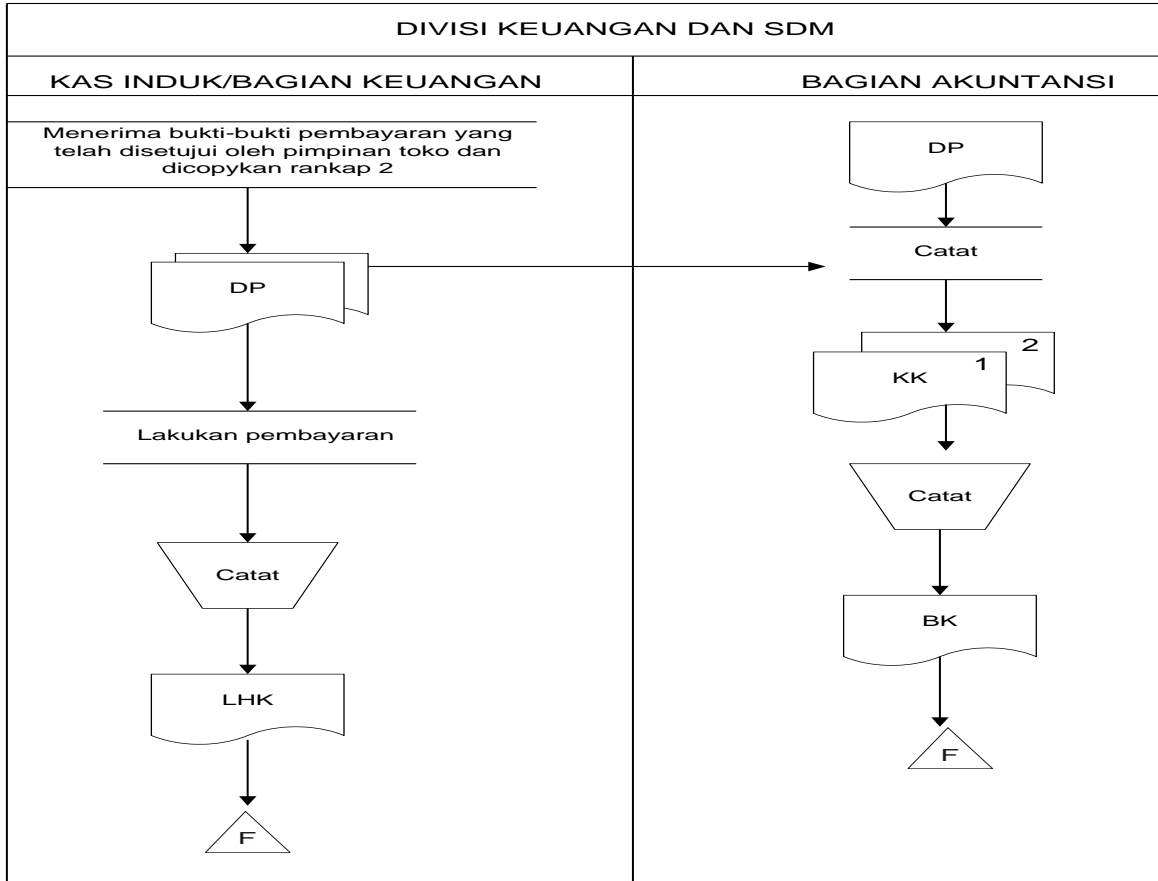 DIVISI KEUANGAN DAN SDM
KAS INDUK/BAGIAN KEUANGAN
BAGIAN AKUNTANSI
Menerima bukti-bukti pembayaran yang
telah disetujui oleh pimpinan toko dan
dicopykan rankap 2
DP
Lakukan pembayaran
Catat
LHK
F
DP
Catat
2
1
KK
Catat
BK
F